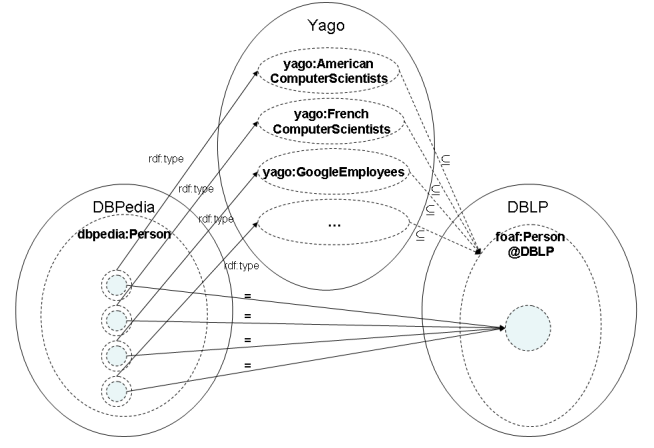 Yago
yago:American
ComputerScientists
yago:French
ComputerScientists
yago:GoogleEmployees
...
rdf:type
rdf:type
rdf:type
rdf:type
⊆
⊆
⊆
⊆
DBPedia
dbpedia:Person
DBLP
foaf:Person
@DBLP
=
=
=
=